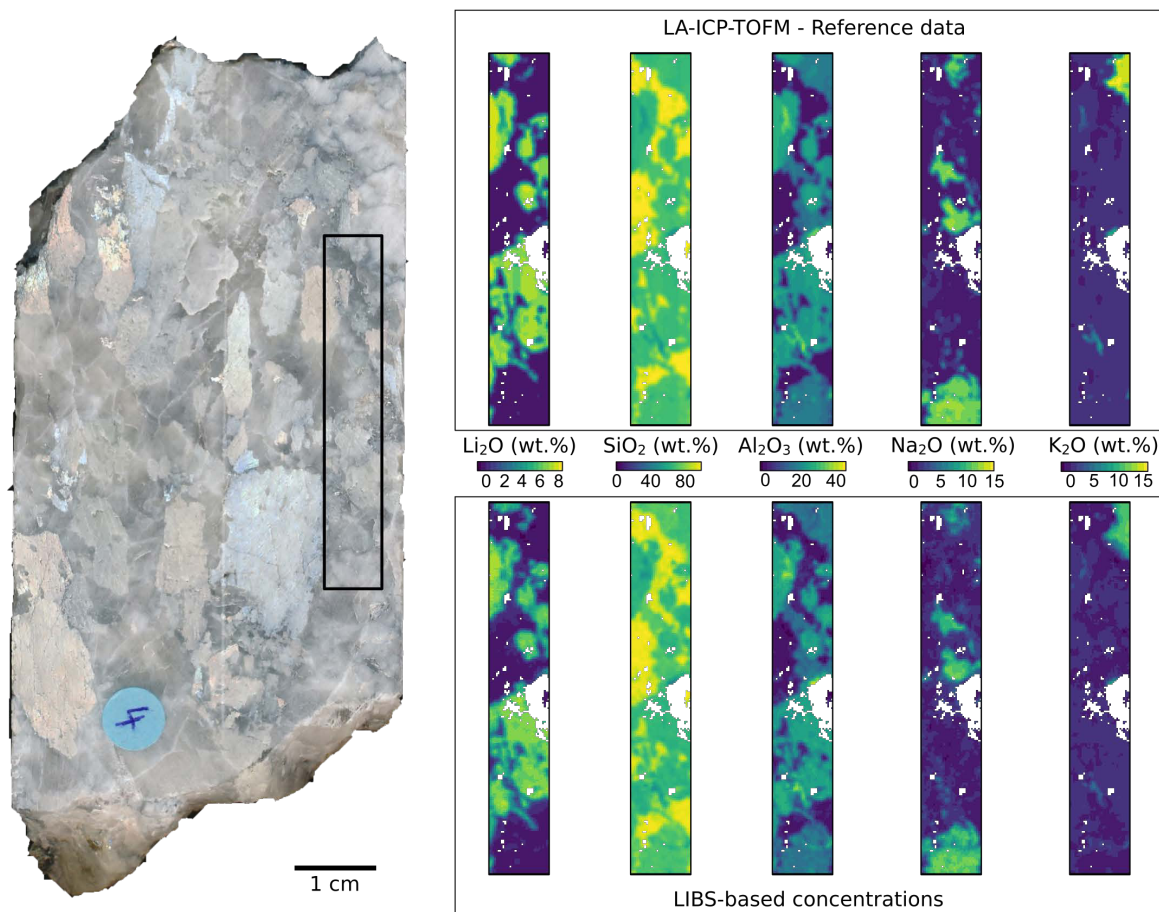 LA-ICP-TOFM - Reference data
Li₂O (wt.%) SiO₂ (wt.%) Al₂O₃ (wt.%) Na₂O (wt.%) K₂O (wt.%)
0 2 4 6 8 0 40 80 0 20 40 0 5 10 15 0 5 10 15
4
1 cm
LIBS-based concentrations